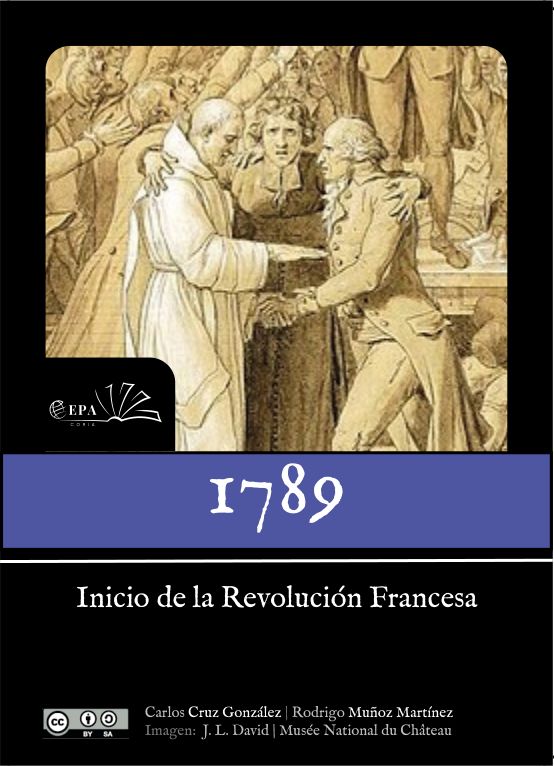 EPA
CORIA
1789
Inicio de la Revolución Francesa
Carlos Cruz González | Rodrigo Muñoz Martínez
Imagen: J. L. David | Musée National du Château
cc
BY SA